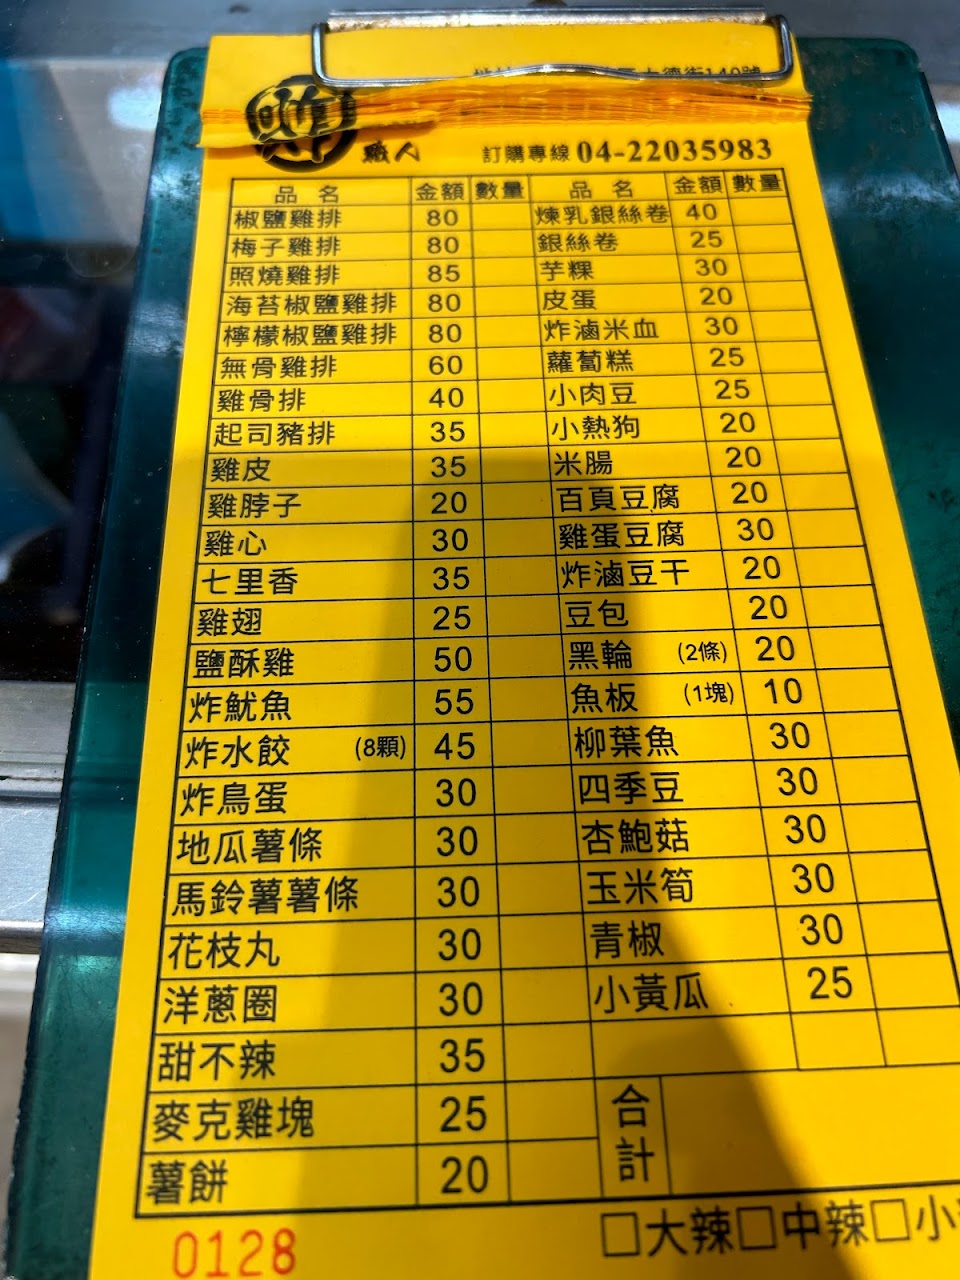 大德街140號
炸
職人
訂購專線 04-22035983
品名 金額 數量 品名 金額 數量
椒鹽雞排 80 煉乳銀絲卷 40
梅子雞排 80 銀絲卷 25
照燒雞排 85 芋粿 30
海苔椒鹽雞排 80 皮蛋 20
檸檬椒鹽雞排 80 炸滷米血 30
無骨雞排 60 蘿蔔糕 25
雞骨排 40 小肉豆 25
起司豬排 35 小熱狗 20
雞皮 35 米腸 20
雞脖子 20 百頁豆腐 20
雞心 30 雞蛋豆腐 30
七里香 35 炸滷豆干 20
雞翅 25 豆包 20
鹽酥雞 50 黑輪 (2條) 20
炸魷魚 55 魚板 (1塊) 10
炸水餃 (8顆) 45 柳葉魚 30
炸鳥蛋 30 四季豆 30
地瓜薯條 30 杏鮑菇 30
馬鈴薯薯條 30 玉米筍 30
花枝丸 30 青椒 30
洋蔥圈 30 小黃瓜 25
甜不辣 35
麥克雞塊 25 合計
薯餅 20
0128 □大辣□中辣□小